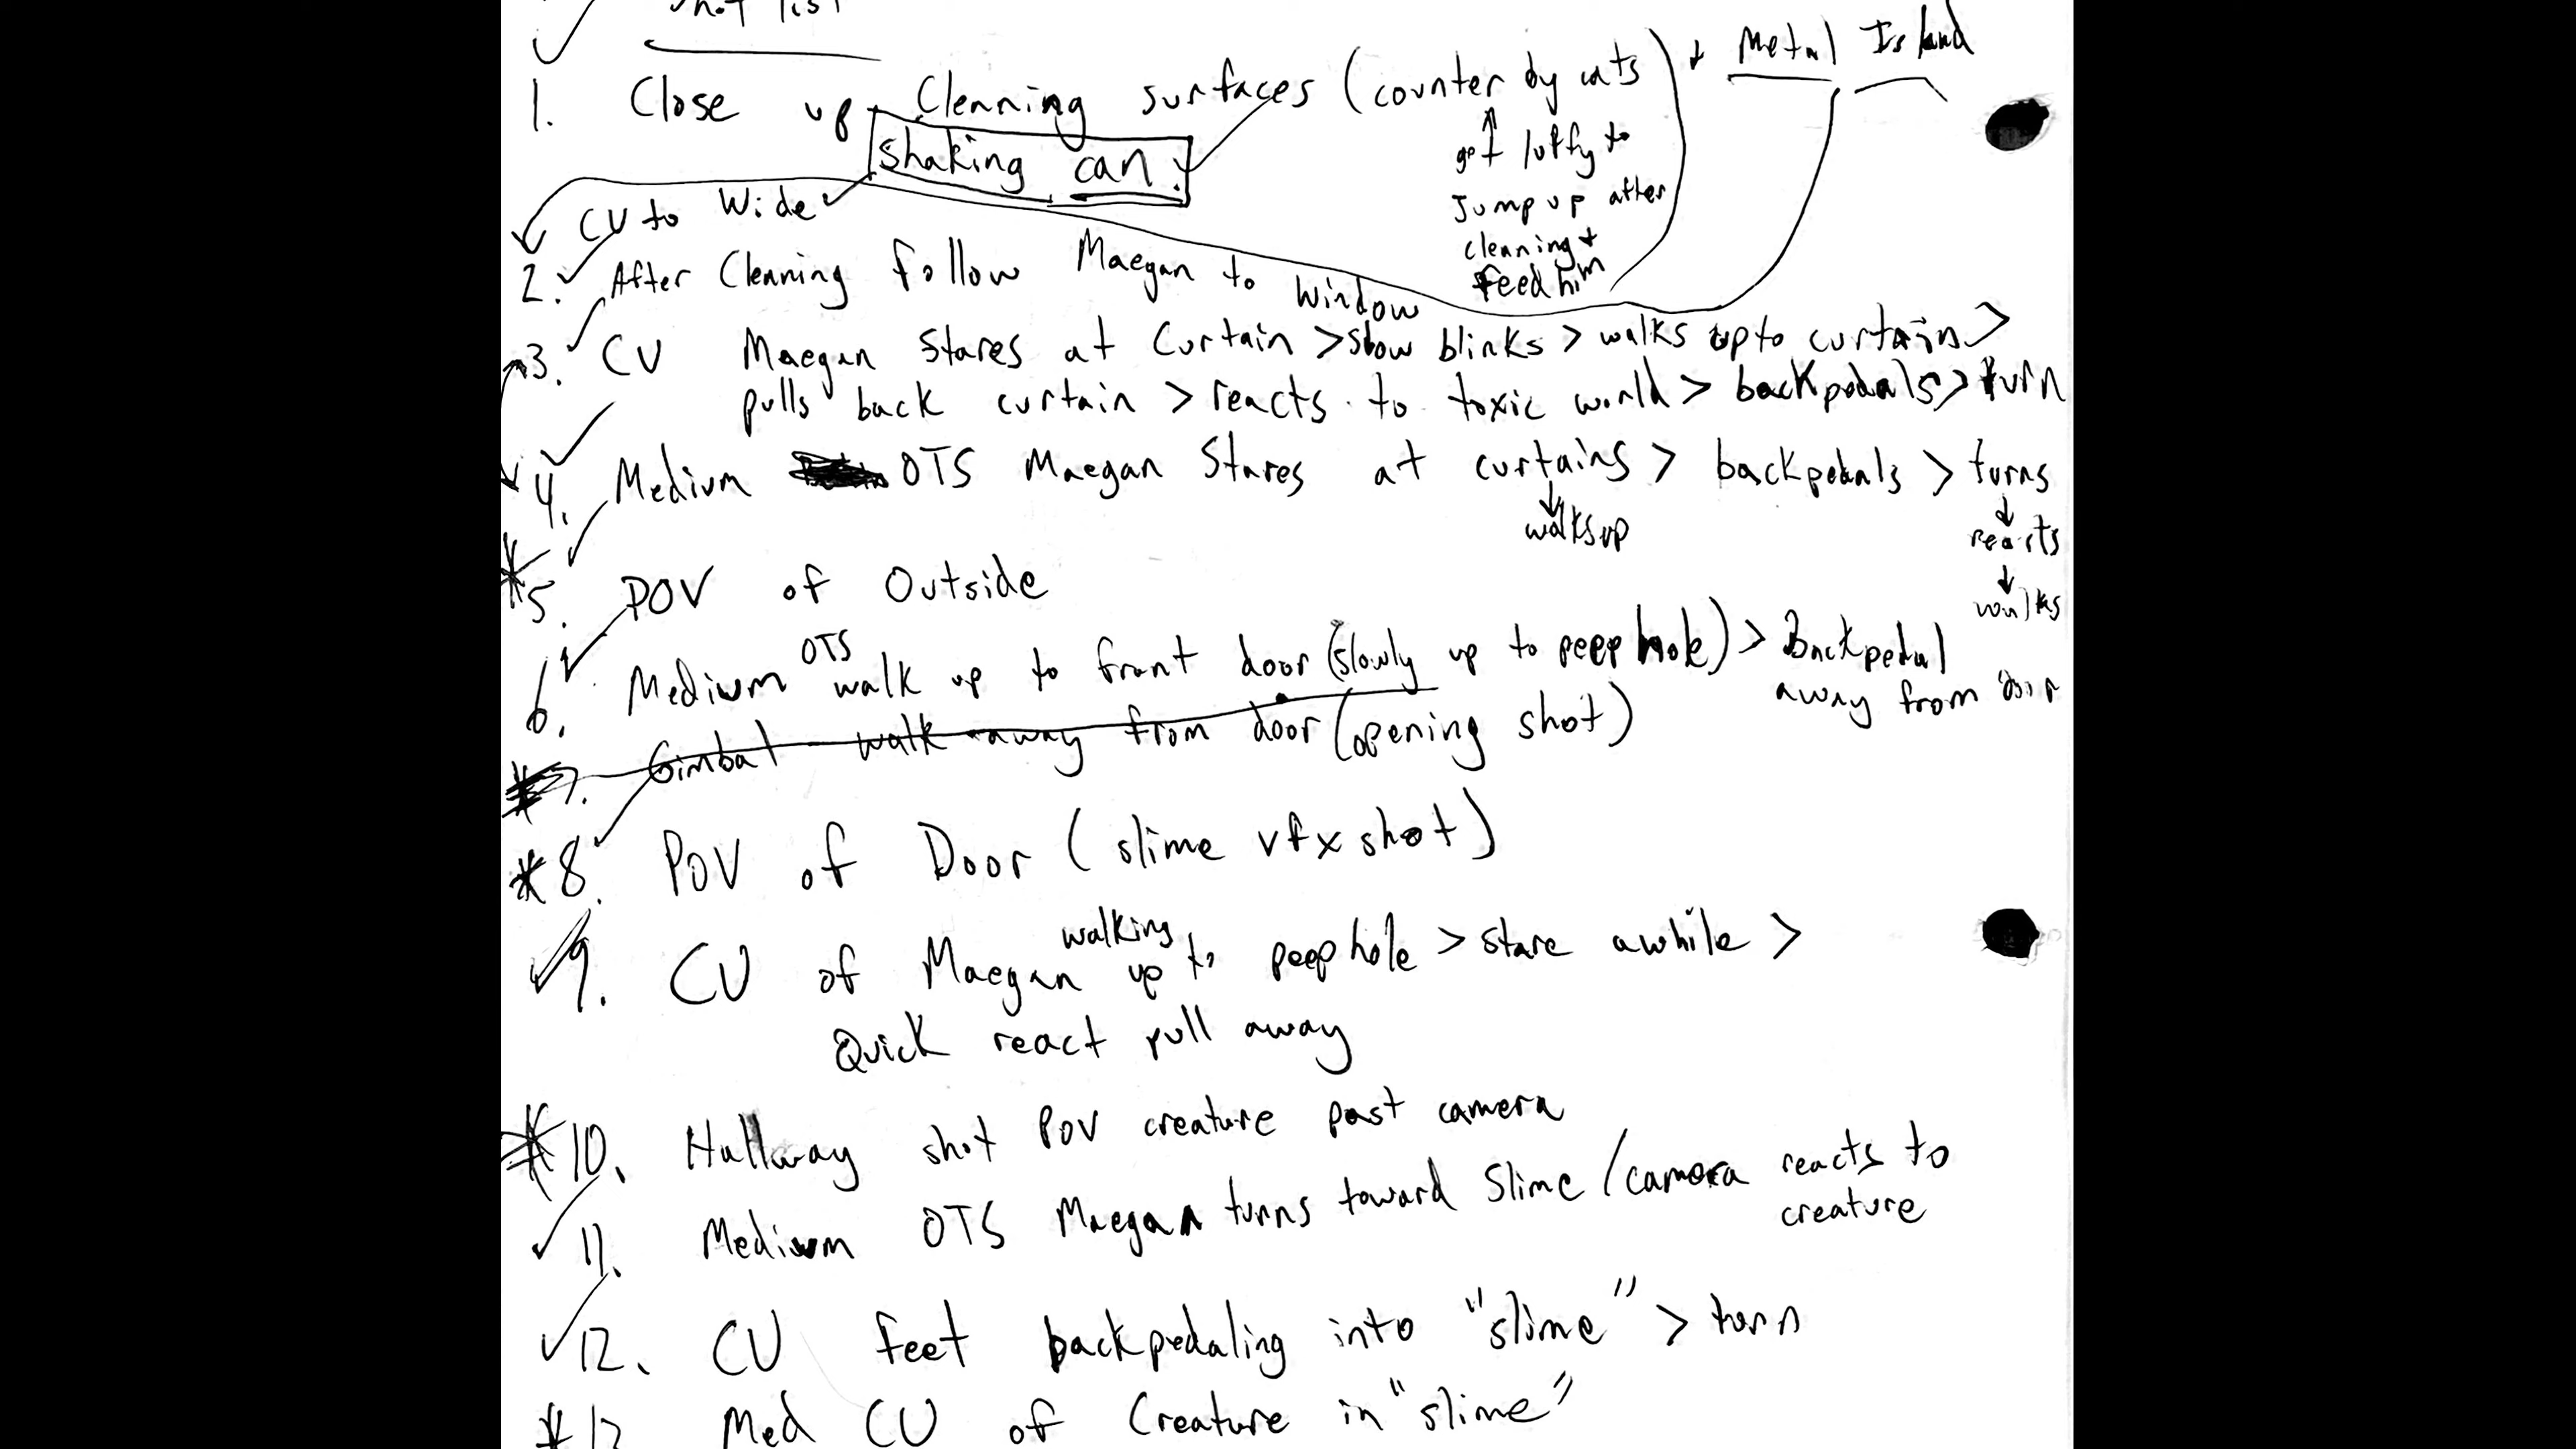 shot list
1. Close up Cleaning surfaces (counter by cats) + Metal Island
shaking can.
got luffy to
Jump up after
cleaning +
feed him
CU to Wide
2. After Cleaning follow Maegan to Window
3. CU Maegan Stares at Curtain > slow blinks > walks up to curtain >
pulls back curtain > reacts to toxic world > backpedals > turn
4. Medium OTS Maegan Stares at curtains > backpedals > turns
walks up
reacts
walks
5. POV of Outside
6. Medium OTS walk up to front door (slowly up to peep hole) > Backpedal
away from door
7. Gimbal walk away from door (opening shot)
*8. POV of Door (slime vfx shot)
9. CU of Maegan walking up to peep hole > stare awhile >
Quick react pull away
*10. Hallway shot POV creature past camera
11. Medium OTS Maegan turns toward Slime / camera reacts to
creature
12. CU feet backpedaling into "slime" > turn
*13 Med CU of Creature in "slime"